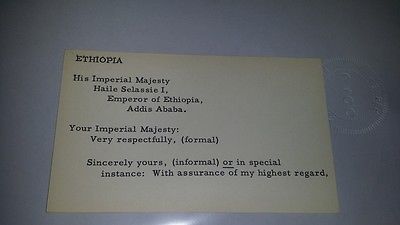 ETHIOPIA
His Imperial Majesty
Haile Selassie I,
Emperor of Ethiopia,
Addis Ababa.
Your Imperial Majesty:
Very respectfully, (formal)
Sincerely yours, (informal) or in special
instance: With assurance of my highest regard,